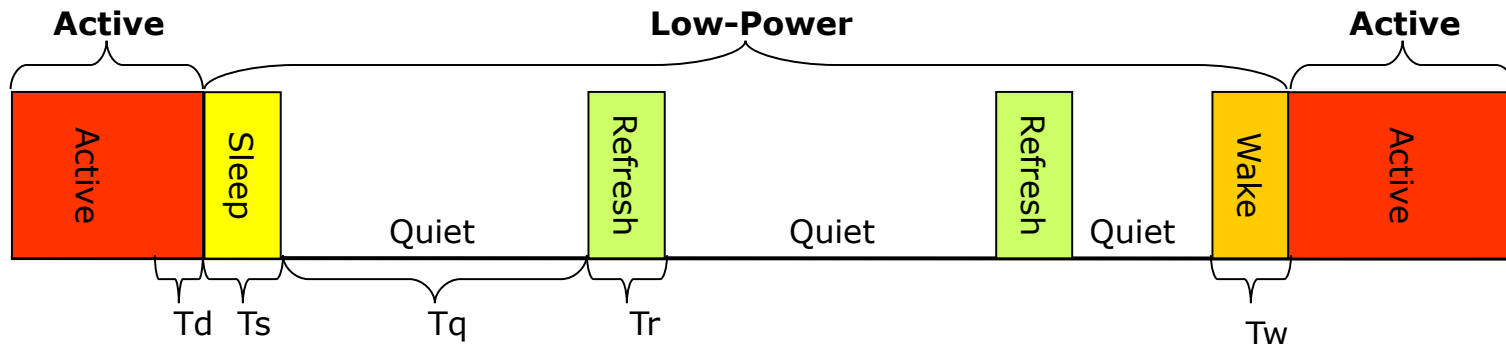 Active
Low-Power
Active
Active
Sleep
Quiet
Refresh
Quiet
Refresh
Quiet
Wake
Active
Td
Ts
Tq
Tr
Tw